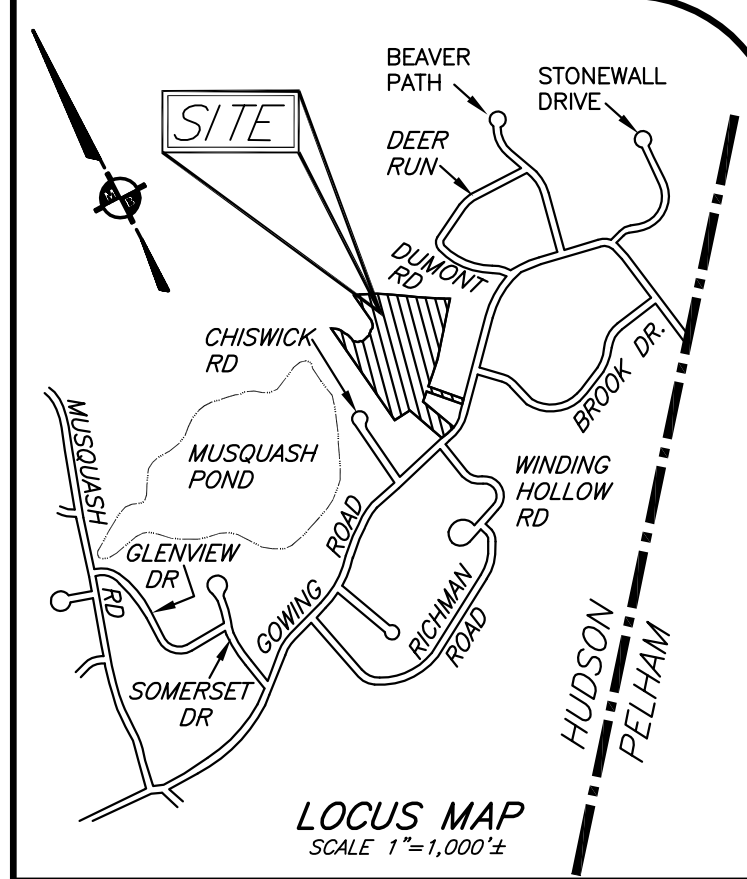 BEAVER
PATH
STONEWALL
DRIVE
SITE
DEER
RUN
M
B
DUMONT
RD
CHISWICK
RD
BROOK DR.
MUSQUASH
RD
MUSQUASH
POND
WINDING
HOLLOW
RD
GLENVIEW
DR
GOWING
ROAD
RICHMAN
ROAD
SOMERSET
DR
HUDSON
PELHAM
LOCUS MAP
SCALE 1"=1,000'±